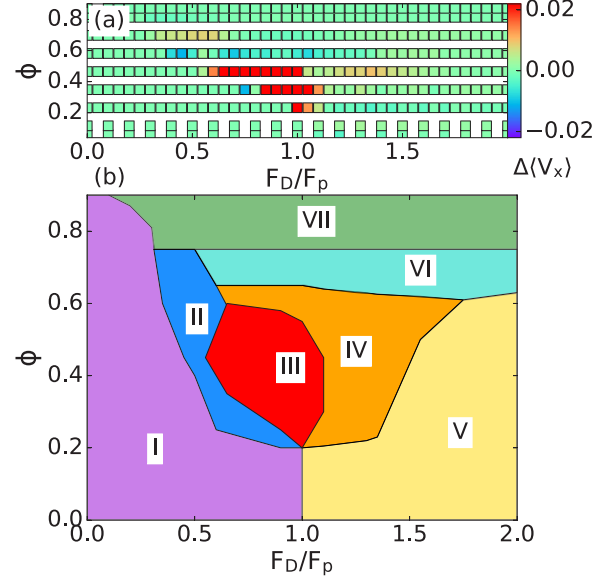 (a)
0.8
0.6
0.4
0.2
ϕ
0.0 0.5 1.0 1.5
F_D/F_p
0.02
0.00
−0.02
Δ⟨V_x⟩
(b)
0.8
0.6
0.4
0.2
0.0
ϕ
VII
VI
II
III
IV
I
V
0.0 0.5 1.0 1.5 2.0
F_D/F_p